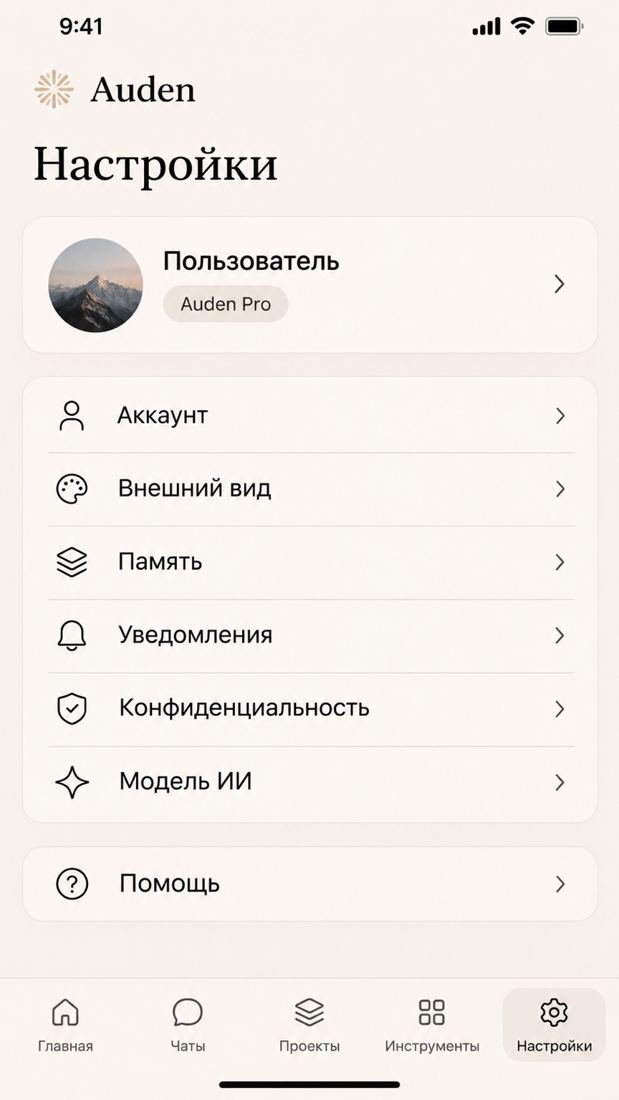 9:41
Auden
Настройки
Пользователь
Auden Pro
Аккаунт
Внешний вид
Память
Уведомления
Конфиденциальность
Модель ИИ
Помощь
Главная
Чаты
Проекты
Инструменты
Настройки